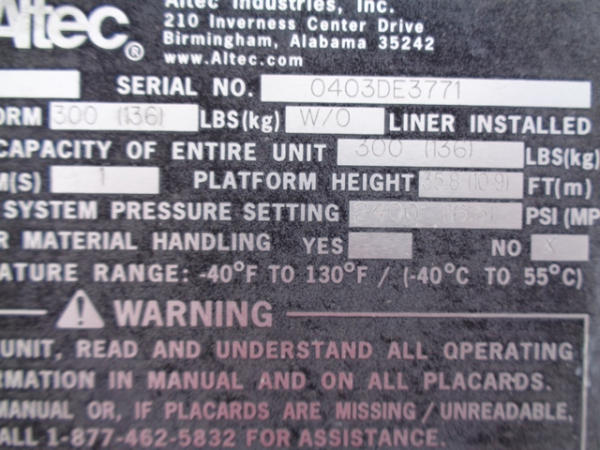 Altec Industries, Inc.
210 Inverness Center Drive
Birmingham, Alabama 35242
www.Altec.com
Altec®
SERIAL NO. 0403DE3771
ORM 300 (136) LBS(kg) W/O LINER INSTALLED
CAPACITY OF ENTIRE UNIT 300 (136) LBS(kg)
M(S) 1 PLATFORM HEIGHT 35.8 (10.9) FT(m)
SYSTEM PRESSURE SETTING PSI (MP
R MATERIAL HANDLING YES NO X
ATURE RANGE: -40°F TO 130°F / (-40°C TO 55°C)
WARNING
UNIT, READ AND UNDERSTAND ALL OPERATING
RMATION IN MANUAL AND ON ALL PLACARDS.
MANUAL OR, IF PLACARDS ARE MISSING / UNREADABLE,
ALL 1-877-462-5832 FOR ASSISTANCE.